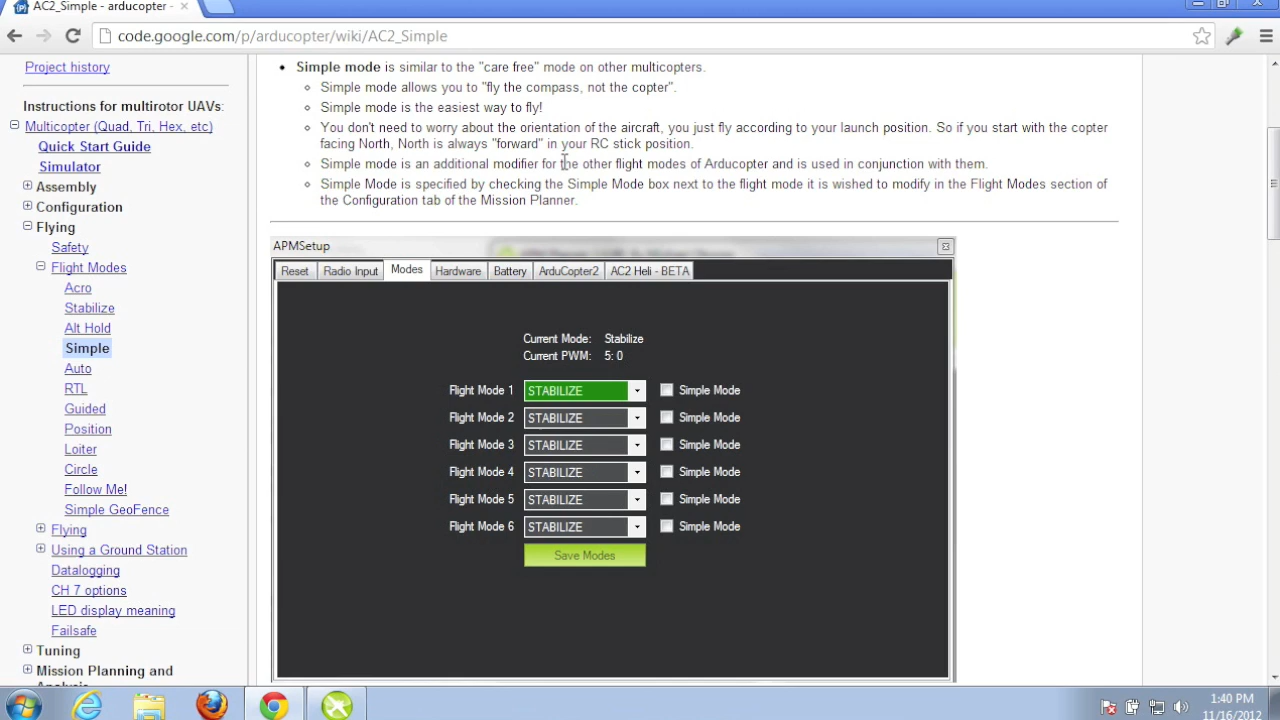 AC2_Simple - arducopter -
code.google.com/p/arducopter/wiki/AC2_Simple
Project history
Instructions for multirotor UAVs:
Multicopter (Quad, Tri, Hex, etc)
Quick Start Guide
Simulator
Assembly
Configuration
Flying
Safety
Flight Modes
Acro
Stabilize
Alt Hold
Simple
Auto
RTL
Guided
Position
Loiter
Circle
Follow Me!
Simple GeoFence
Flying
Using a Ground Station
Datalogging
CH 7 options
LED display meaning
Failsafe
Tuning
Mission Planning and
Analysis
Simple mode is similar to the "care free" mode on other multicopters.
Simple mode allows you to "fly the compass, not the copter".
Simple mode is the easiest way to fly!
You don't need to worry about the orientation of the aircraft, you just fly according to your launch position. So if you start with the copter
facing North, North is always "forward" in your RC stick position.
Simple mode is an additional modifier for the other flight modes of Arducopter and is used in conjunction with them.
Simple Mode is specified by checking the Simple Mode box next to the flight mode it is wished to modify in the Flight Modes section of
the Configuration tab of the Mission Planner.
APMSetup
Reset Radio Input Modes Hardware Battery ArduCopter2 AC2 Heli - BETA
Current Mode: Stabilize
Current PWM: 5: 0
Flight Mode 1 STABILIZE Simple Mode
Flight Mode 2 STABILIZE Simple Mode
Flight Mode 3 STABILIZE Simple Mode
Flight Mode 4 STABILIZE Simple Mode
Flight Mode 5 STABILIZE Simple Mode
Flight Mode 6 STABILIZE Simple Mode
Save Modes
1:40 PM
11/16/2012